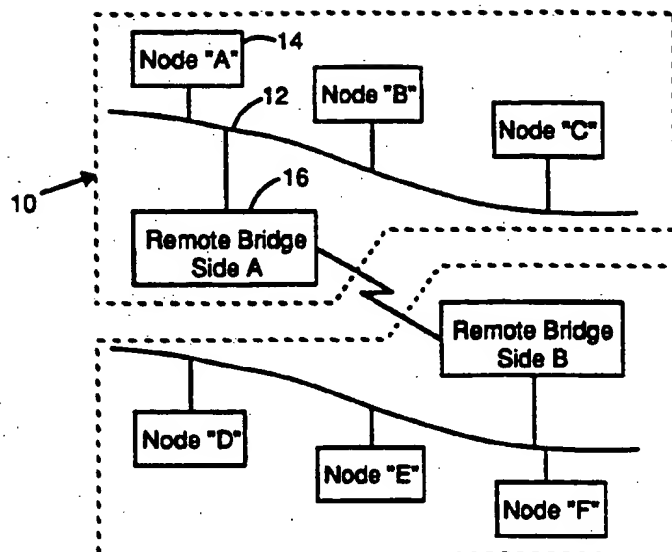 Node "A"
14
12
Node "B"
Node "C"
10
16
Remote Bridge
Side A
Remote Bridge
Side B
Node "D"
Node "E"
Node "F"